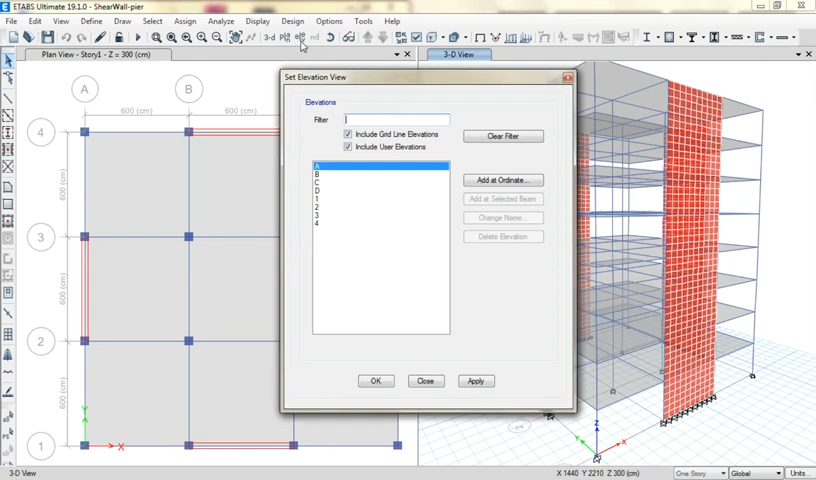 ETABS Ultimate 19.1.0 - ShearWall-pier
File Edit View Define Draw Select Assign Analyze Display Design Options Tools Help
3-d plà elé nd
Plan View - Story1 - Z = 300 (cm)
3-D View
A B
600 (cm) 600 (cm)
4
600 (cm)
3
600 (cm)
2
600 (cm)
1
Y
X
Set Elevation View
Elevations
Filter
Clear Filter
Include Grid Line Elevations
Include User Elevations
A
B
C
D
1
2
3
4
Add at Ordinate...
Add at Selected Beam
Change Name...
Delete Elevation
OK Close Apply
Z
Y X
3-D View
X 1440 Y 2210 Z 300 (cm)
One Story
Global
Units...